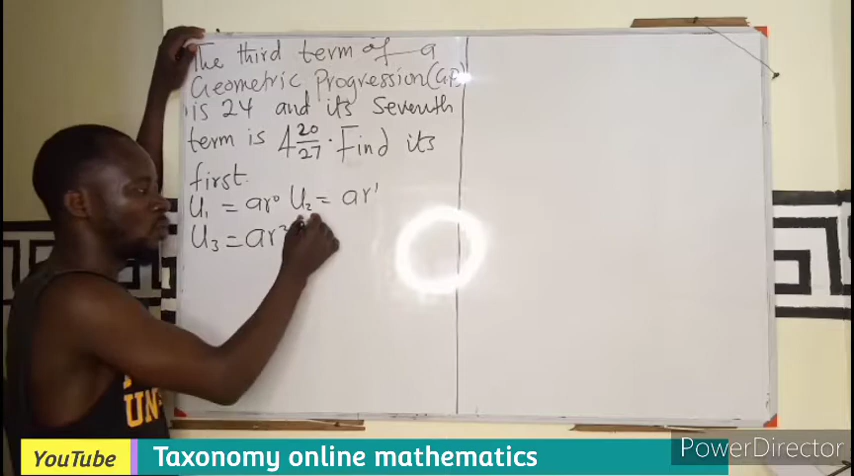 The third term of a
Geometric Progression(GP)
is 24 and its Seventh
term is 4 20/27. Find its
first.
U₁ = ar⁰ U₂ = ar¹
U₃ = ar²
UN
YouTube Taxonomy online mathematics
PowerDirector